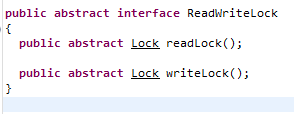 public abstract interface ReadWriteLock
{
  public abstract Lock readLock();

  public abstract Lock writeLock();
}